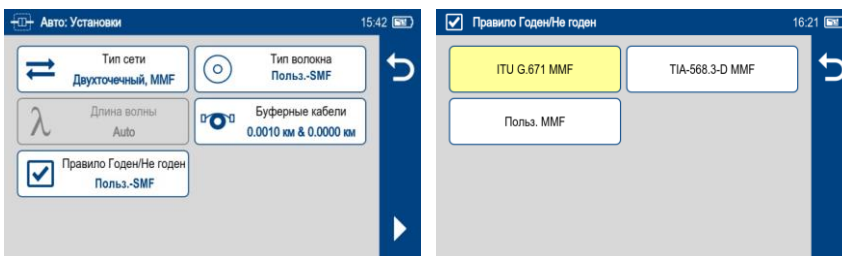 Авто: Установки 15:42
Тип сети
Двухточечный, MMF
Тип волокна
Польз.-SMF
Длина волны
Auto
Буферные кабели
0.0010 км & 0.0000 км
Правило Годен/Не годен
Польз.-SMF
Правило Годен/Не годен 16:21
ITU G.671 MMF
TIA-568.3-D MMF
Польз. MMF